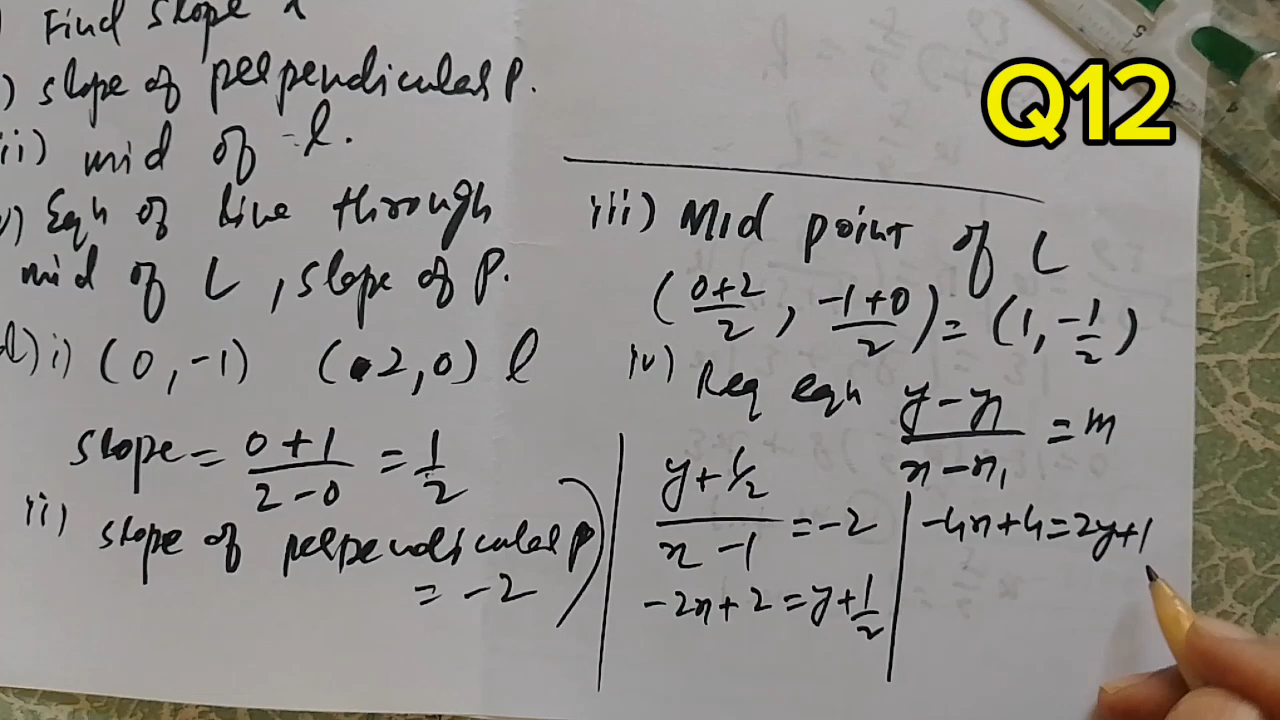 Q12
Find slope l
) slope of perpendicular P.
ii) mid of l.
) Eqn of line through
mid of L, slope of P.
i) (0, -1) (2, 0) l
slope = (0+1)/(2-0) = 1/2
ii) slope of perpendicular P
= -2
iii) Mid point of L
((0+2)/2, (-1+0)/2) = (1, -1/2)
iv) Req eqn (y-y1)/(x-x1) = m
(y+1/2)/(x-1) = -2
-2x+2 = y+1/2
-4x+4=2y+1